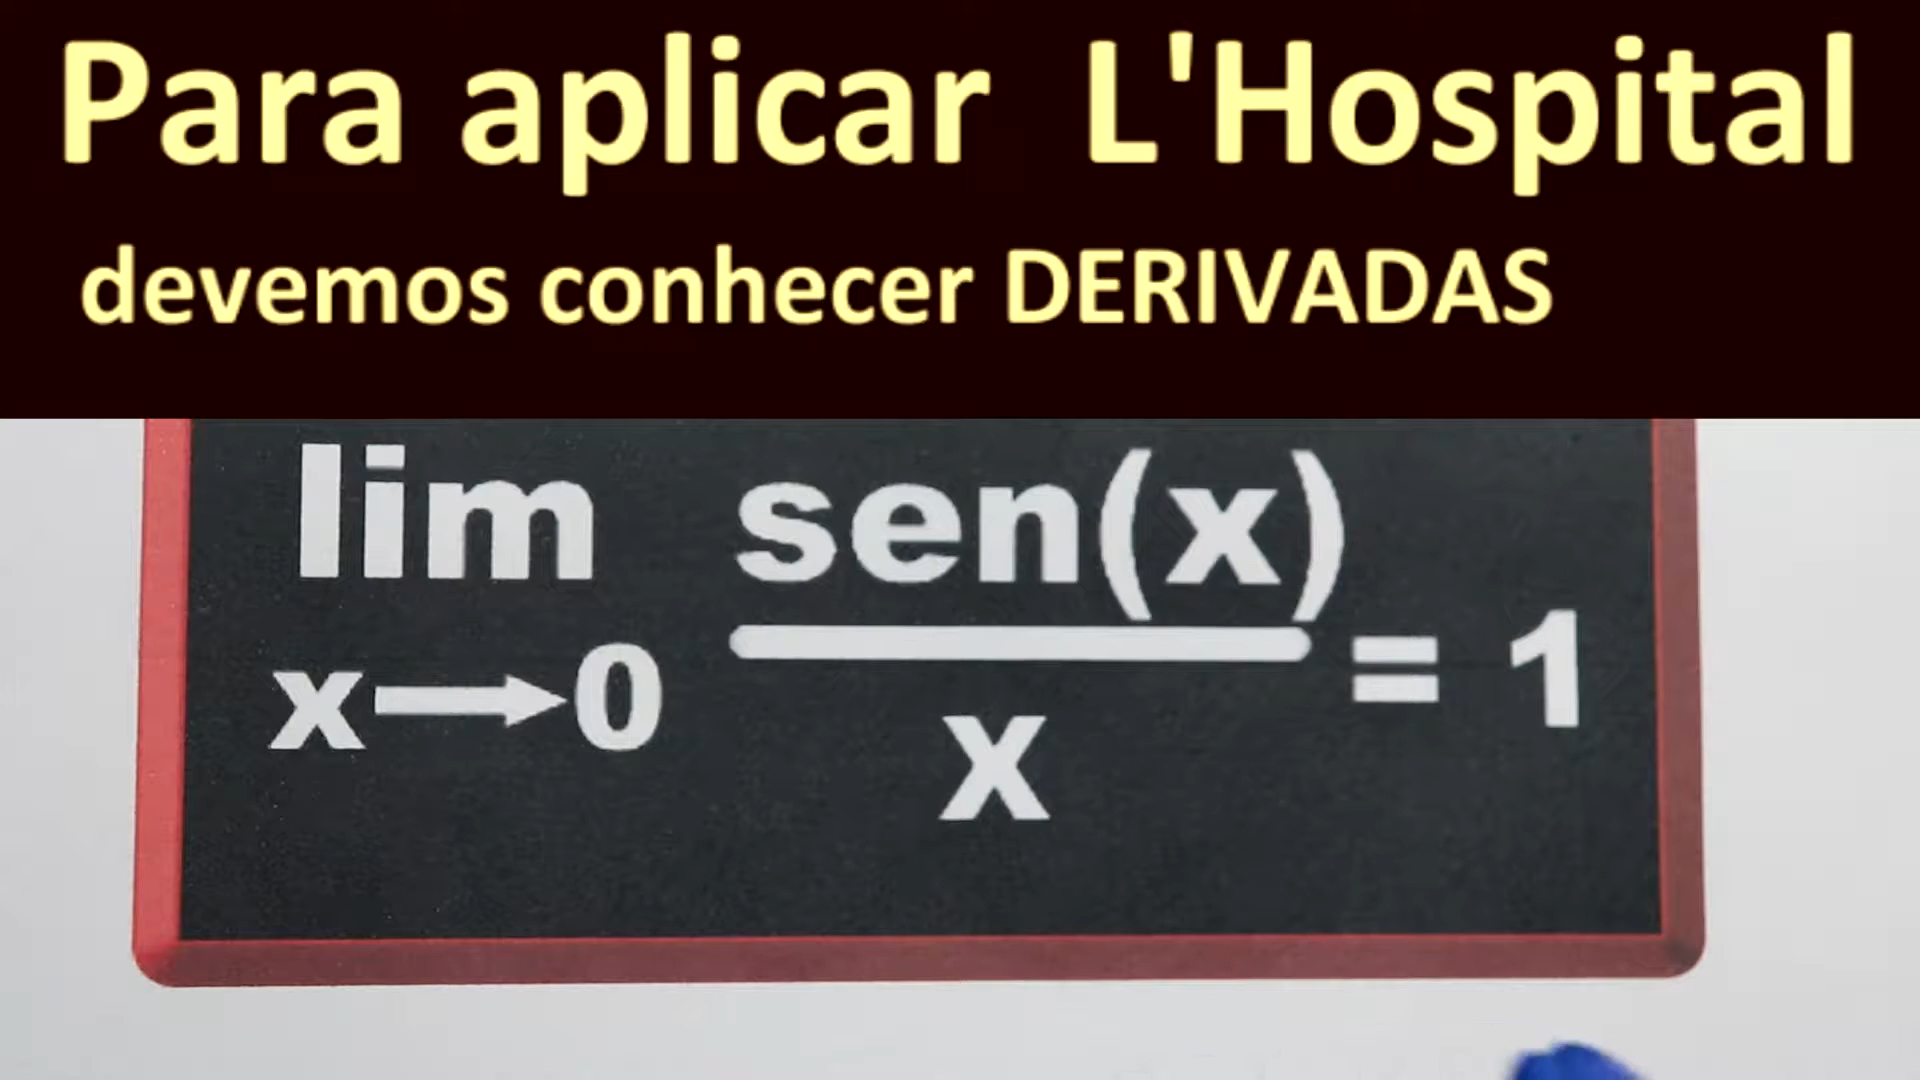 Para aplicar L'Hospital
devemos conhecer DERIVADAS
lim sen(x)
x→0 x = 1